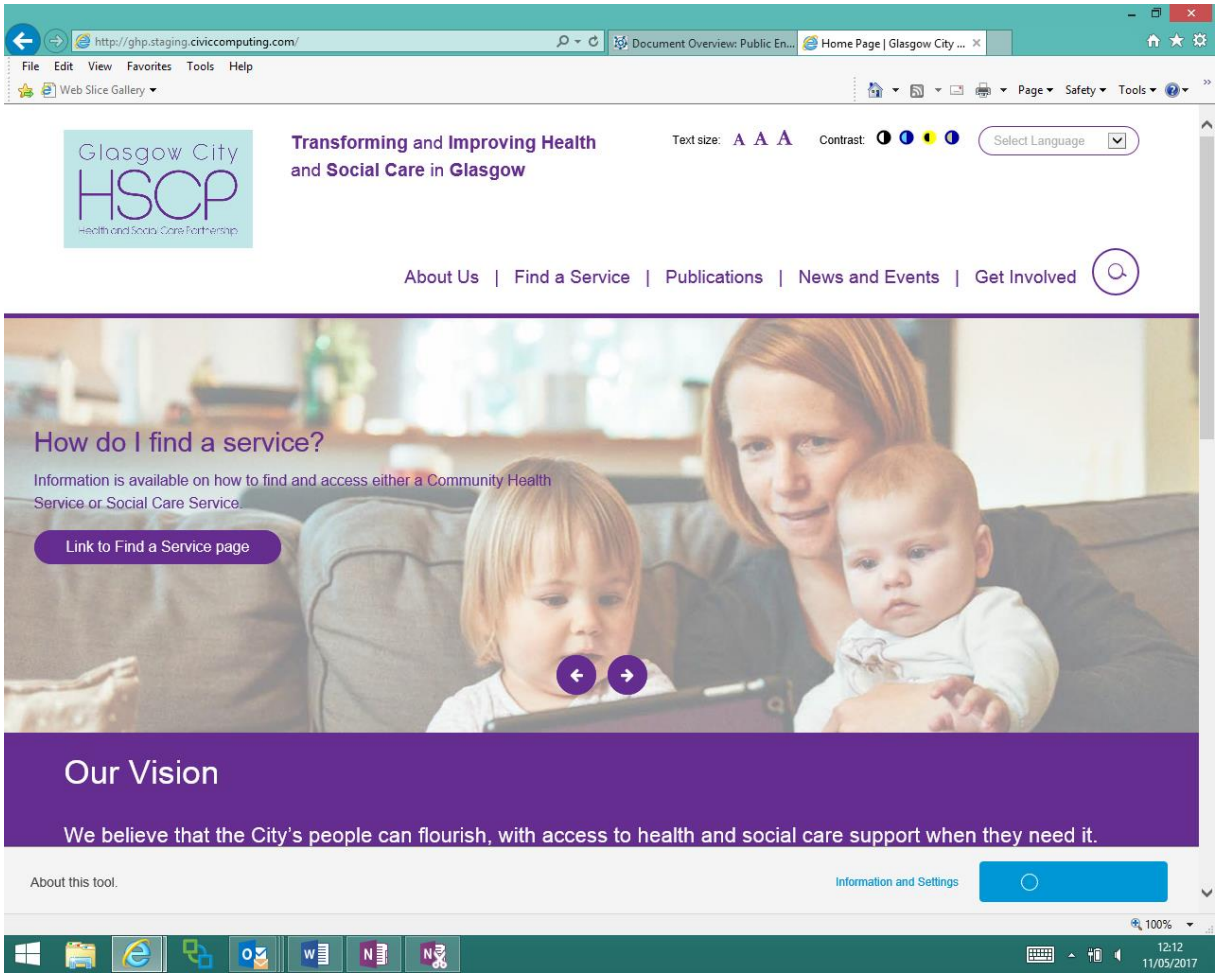 http://ghp.staging.civiccomputing.com/
Document Overview: Public En...
Home Page | Glasgow City ...
File Edit View Favorites Tools Help
Web Slice Gallery
Page Safety Tools
Glasgow City
HSCP
Health and Social Care Partnership
Transforming and Improving Health
and Social Care in Glasgow
Text size: A A A
Contrast:
Select Language
About Us | Find a Service | Publications | News and Events | Get Involved
How do I find a service?
Information is available on how to find and access either a Community Health
Service or Social Care Service.
Link to Find a Service page
Our Vision
We believe that the City's people can flourish, with access to health and social care support when they need it.
About this tool.
Information and Settings
100%
12:12
11/05/2017